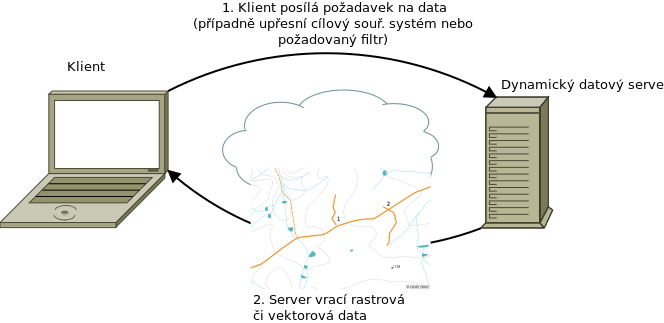 1. Klient posílá požadavek na data
(případně upřesní cílový souř. systém nebo
požadovaný filtr)
Klient
Dynamický datový serve
1
2
2. Server vrací rastrová
či vektorová data